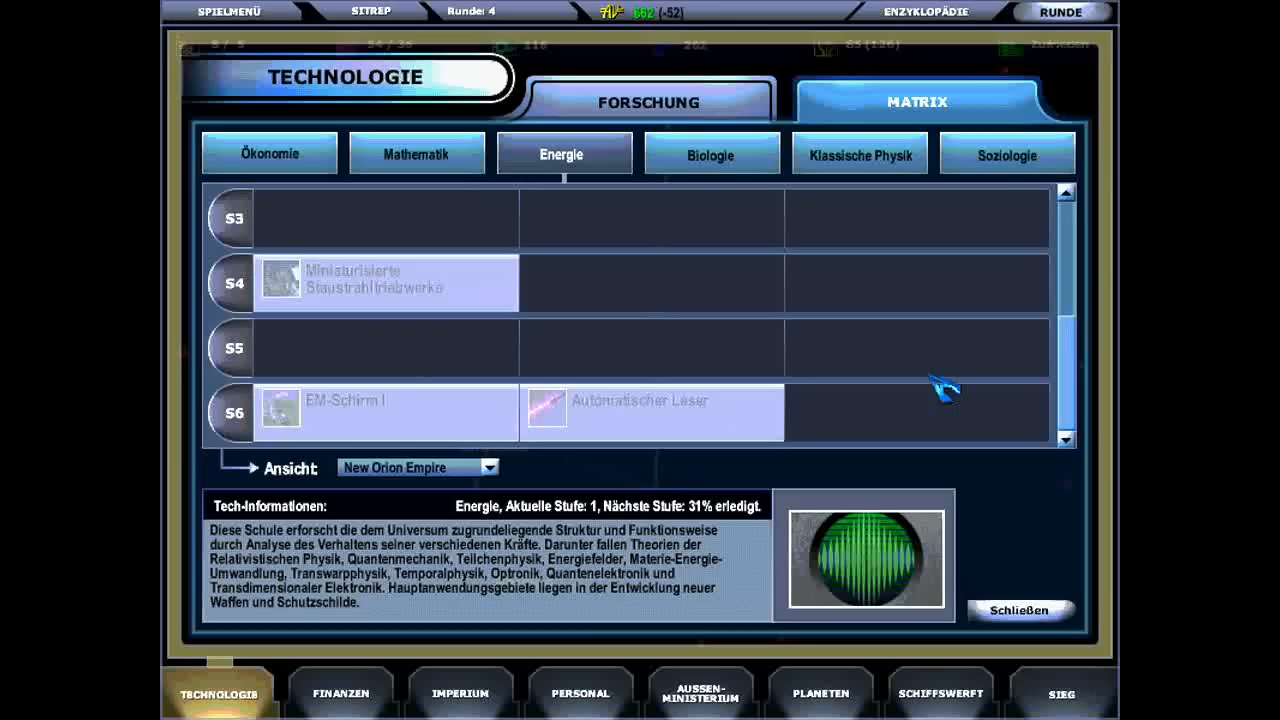 SPIELMENÜ
SITREP
Runde: 4
662 (-52)
ENZYKLOPÄDIE
RUNDE
116
TECHNOLOGIE
FORSCHUNG
MATRIX
Ökonomie
Mathematik
Energie
Biologie
Klassische Physik
Soziologie
S3
S4
Miniaturisierte
Staustrahltriebwerke
S5
S6
EM-Schirm I
Automatischer Laser
Ansicht:
New Orion Empire
Tech-Informationen:
Energie, Aktuelle Stufe: 1, Nächste Stufe: 31% erledigt.
Diese Schule erforscht die dem Universum zugrundeliegende Struktur und Funktionsweise
durch Analyse des Verhaltens seiner verschiedenen Kräfte. Darunter fallen Theorien der
Relativistischen Physik, Quantenmechanik, Teilchenphysik, Energiefelder, Materie-Energie-
Umwandlung, Transwarpphysik, Temporalphysik, Optronik, Quantenelektronik und
Transdimensionaler Elektronik. Hauptanwendungsgebiete liegen in der Entwicklung neuer
Waffen und Schutzschilde.
Schließen
TECHNOLOGIE
FINANZEN
IMPERIUM
PERSONAL
AUSSEN-
MINISTERIUM
PLANETEN
SCHIFFSWERFT
SIEG